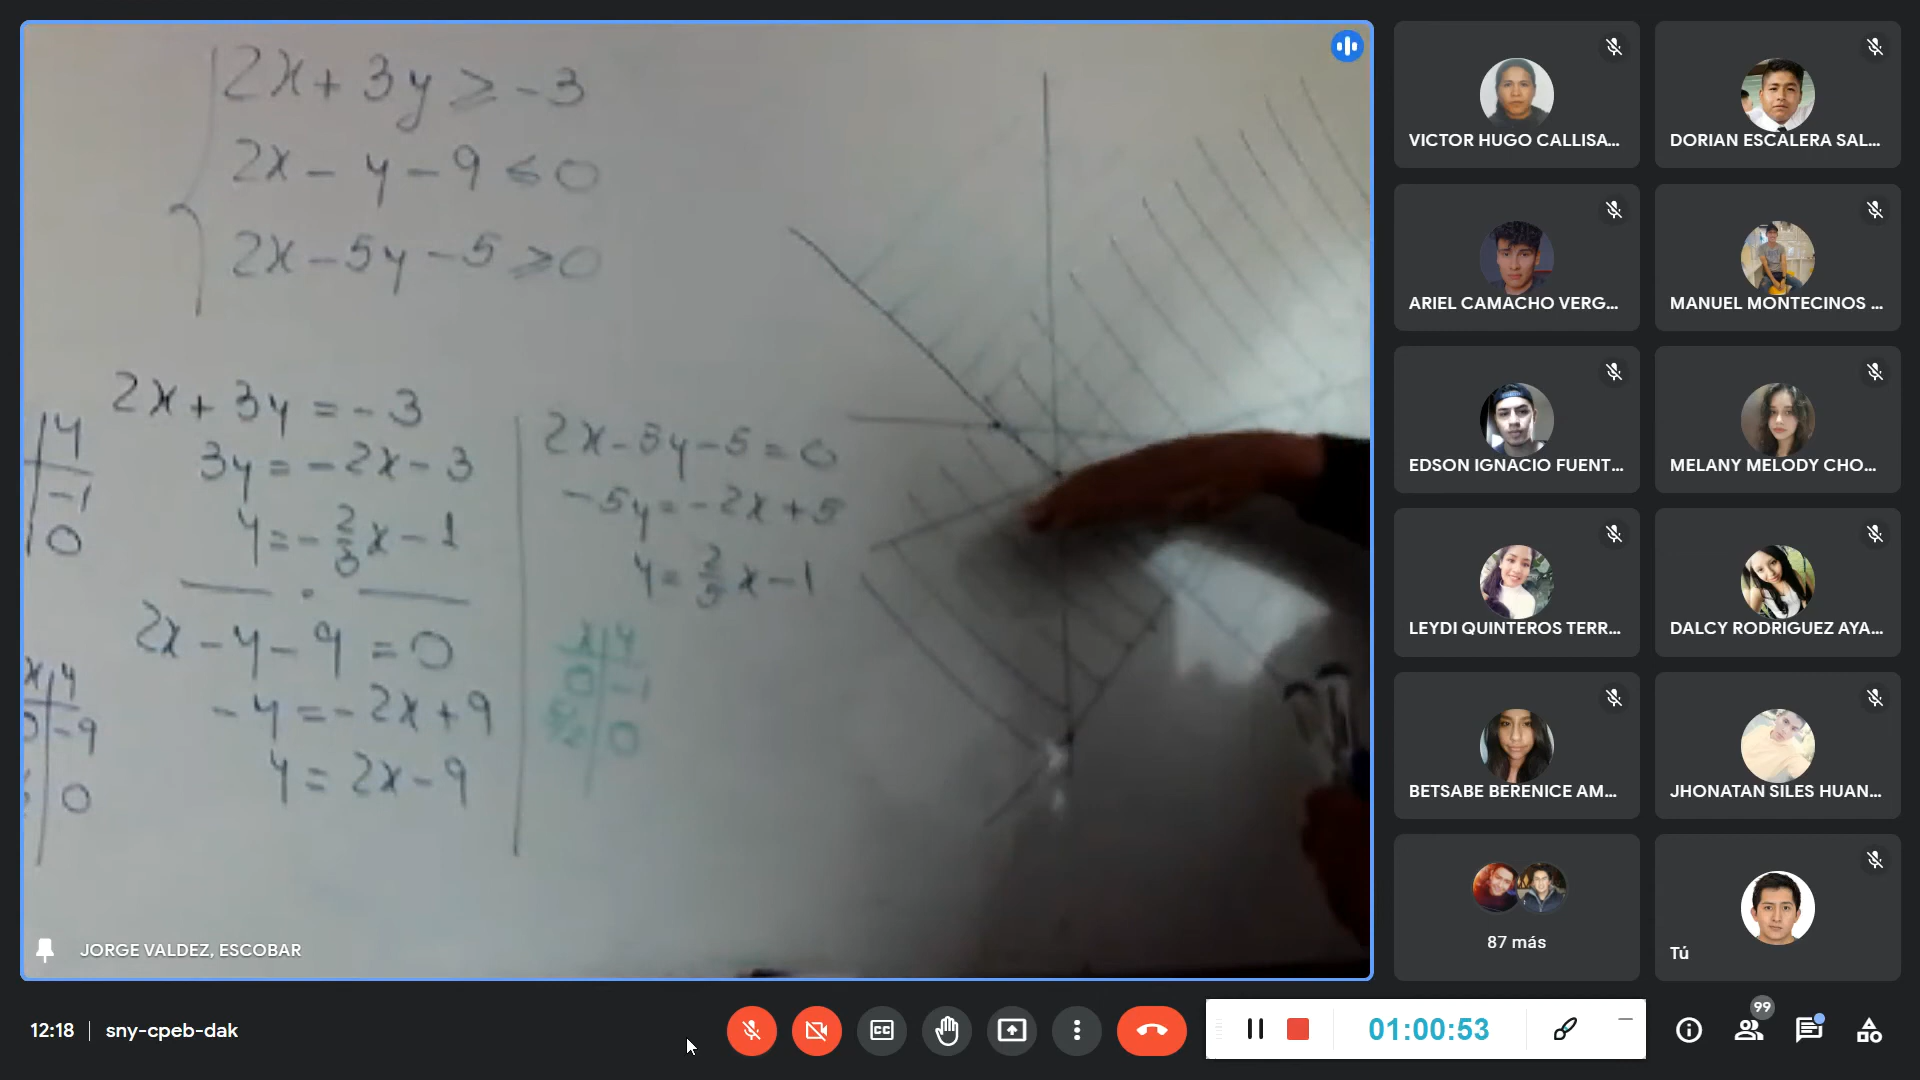 2x + 3y ≥ -3
2x - y - 9 ≤ 0
2x - 5y - 5 ≥ 0
2x + 3y = -3
3y = -2x - 3
y = -2/3 x - 1
2x - y - 9 = 0
-y = -2x + 9
y = 2x - 9
y
-1
0
x y
0 -9
0
2x - 5y - 5 = 0
-5y = -2x + 5
y = 2/5 x - 1
x y
0 -1
5/2 0
JORGE VALDEZ, ESCOBAR
VICTOR HUGO CALLISA...
DORIAN ESCALERA SAL...
ARIEL CAMACHO VERG...
MANUEL MONTECINOS ...
EDSON IGNACIO FUENT...
MELANY MELODY CHO...
LEYDI QUINTEROS TERR...
DALCY RODRIGUEZ AYA...
BETSABE BERENICE AM...
JHONATAN SILES HUAN...
87 más
Tú
12:18 | sny-cpeb-dak
CC
01:00:53
99